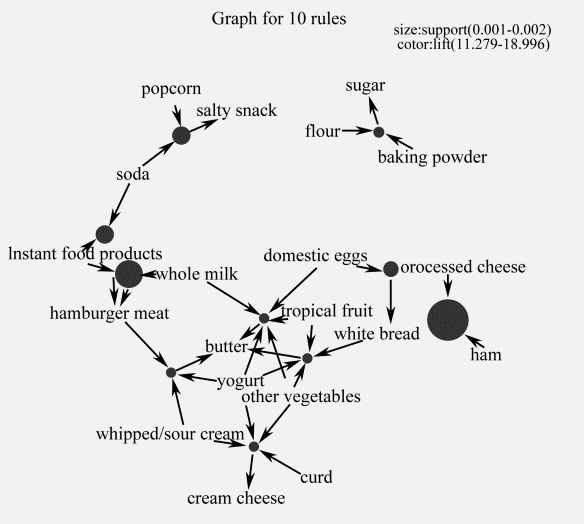 Graph for 10 rules
size:support(0.001-0.002)
cotor:lift(11.279-18.996)
sugar
popcorn
salty snack
flour
baking powder
soda
lnstant food products
domestic eggs
orocessed cheese
whole milk
hamburger meat
tropical fruit
white bread
butter
ham
yogurt
other vegetables
whipped/sour cream
curd
cream cheese